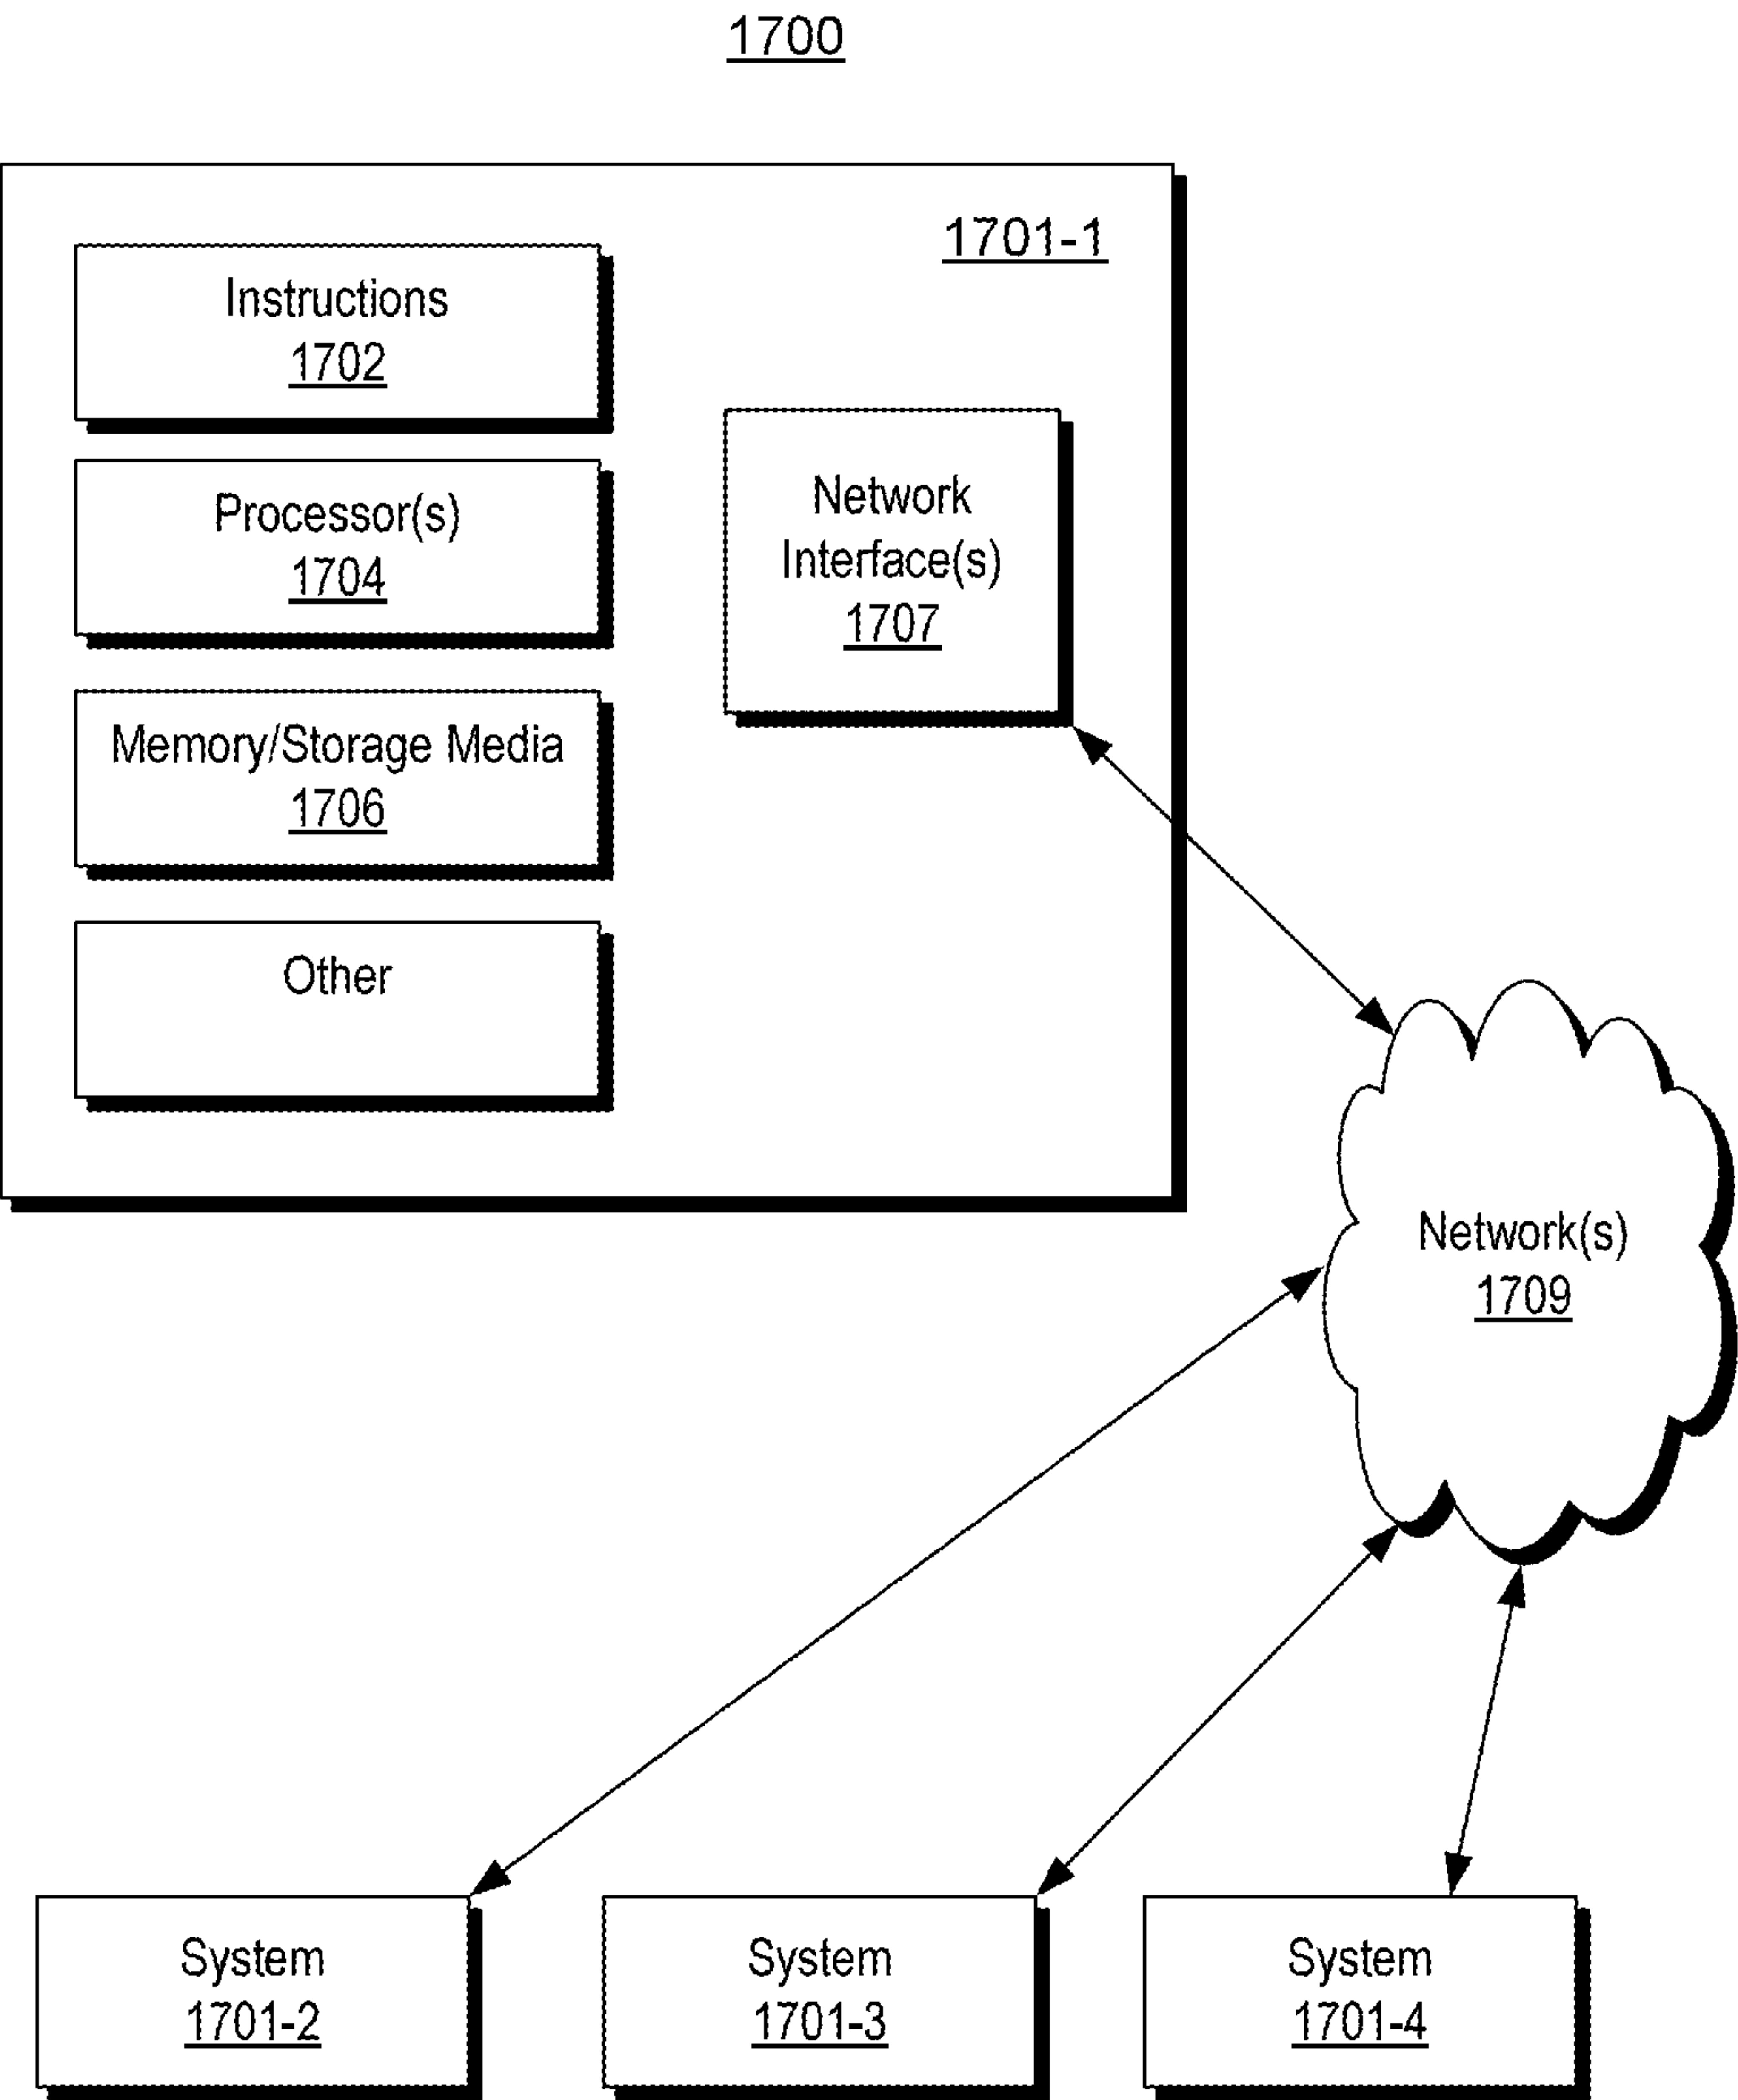 1700
1701-1
Instructions
1702
Processor(s)
1704
Network
Interface(s)
1707
Memory/Storage Media
1706
Other
Network(s)
1709
System
1701-2
System
1701-3
System
1701-4